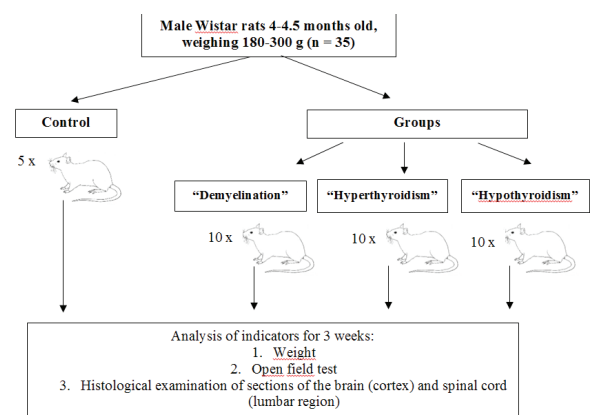 Male Wistar rats 4-4.5 months old,
weighing 180-300 g (n = 35)
Control
Groups
5 x
"Demyelination"
"Hyperthyroidism"
"Hypothyroidism"
10 x
10 x
10 x
Analysis of indicators for 3 weeks:
1. Weight
2. Open field test
3. Histological examination of sections of the brain (cortex) and spinal cord
(lumbar region)